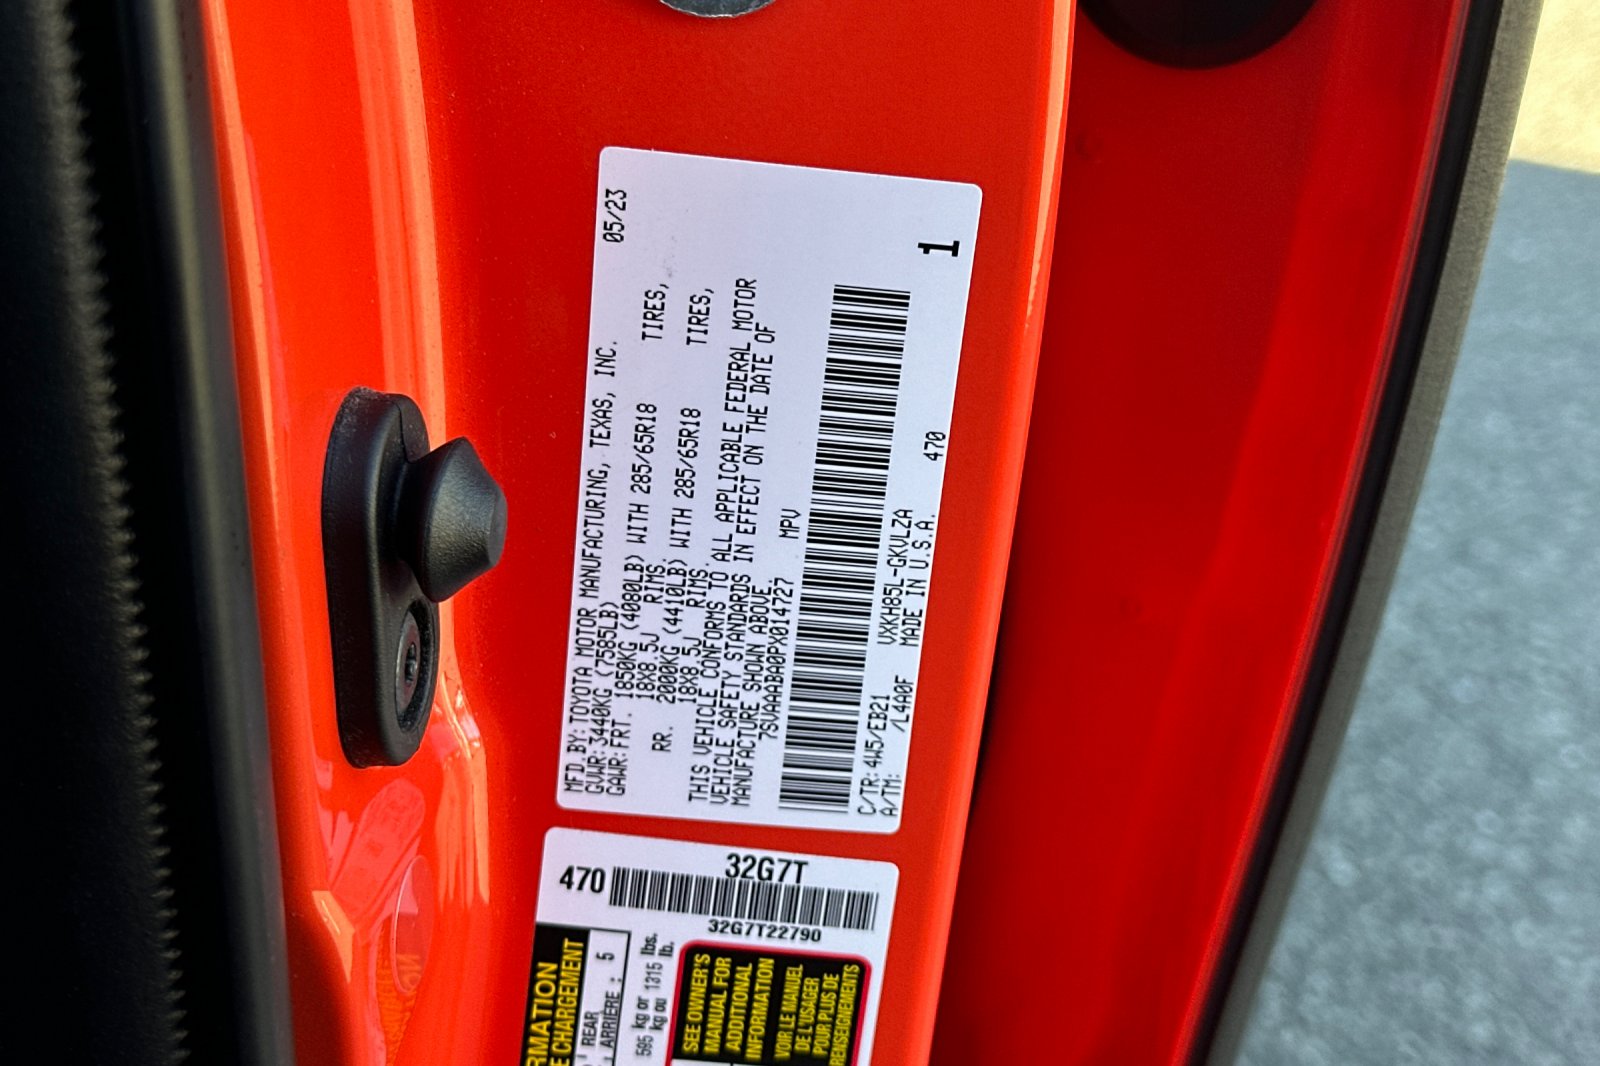 05/23
MFD.BY:TOYOTA MOTOR MANUFACTURING, TEXAS, INC.
GVWR:3440KG (7585LB)
GAWR:FRT. 1850KG (4080LB) WITH 285/65R18 TIRES,
18X8.5J RIMS.
RR. 2000KG (4410LB) WITH 285/65R18 TIRES,
18X8.5J RIMS.
THIS VEHICLE CONFORMS TO ALL APPLICABLE FEDERAL MOTOR
VEHICLE SAFETY STANDARDS IN EFFECT ON THE DATE OF
MANUFACTURE SHOWN ABOVE
7SVAAABA0PX014727 MPV
C/TR:4W5/EB21 VXKH85L-GKVLZA 470
A/TM: /L4A0F MADE IN U.S.A.
1
470 32G7T
32G7T22790
RMATION
E CHARGEMENT
REAR
ARRIÈRE : 5
595 kg or 1315 lbs.
kg ou lb.
SEE OWNER'S
MANUAL FOR
ADDITIONAL
INFORMATION
VOIR LE MANUEL
DE L'USAGER
POUR PLUS DE
RENSEIGNEMENTS